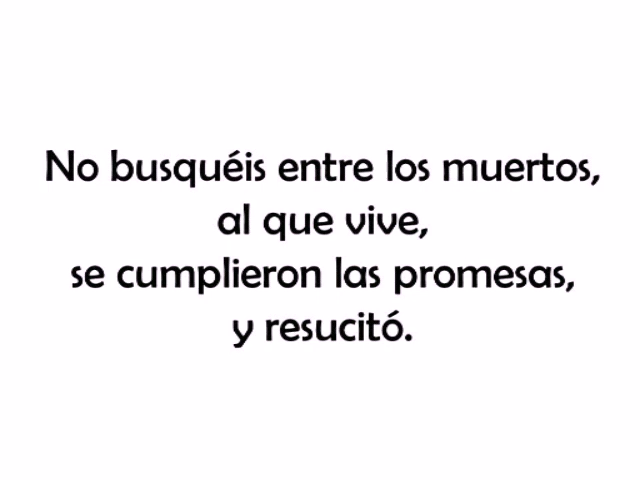 No busquéis entre los muertos,
al que vive,
se cumplieron las promesas,
y resucitó.